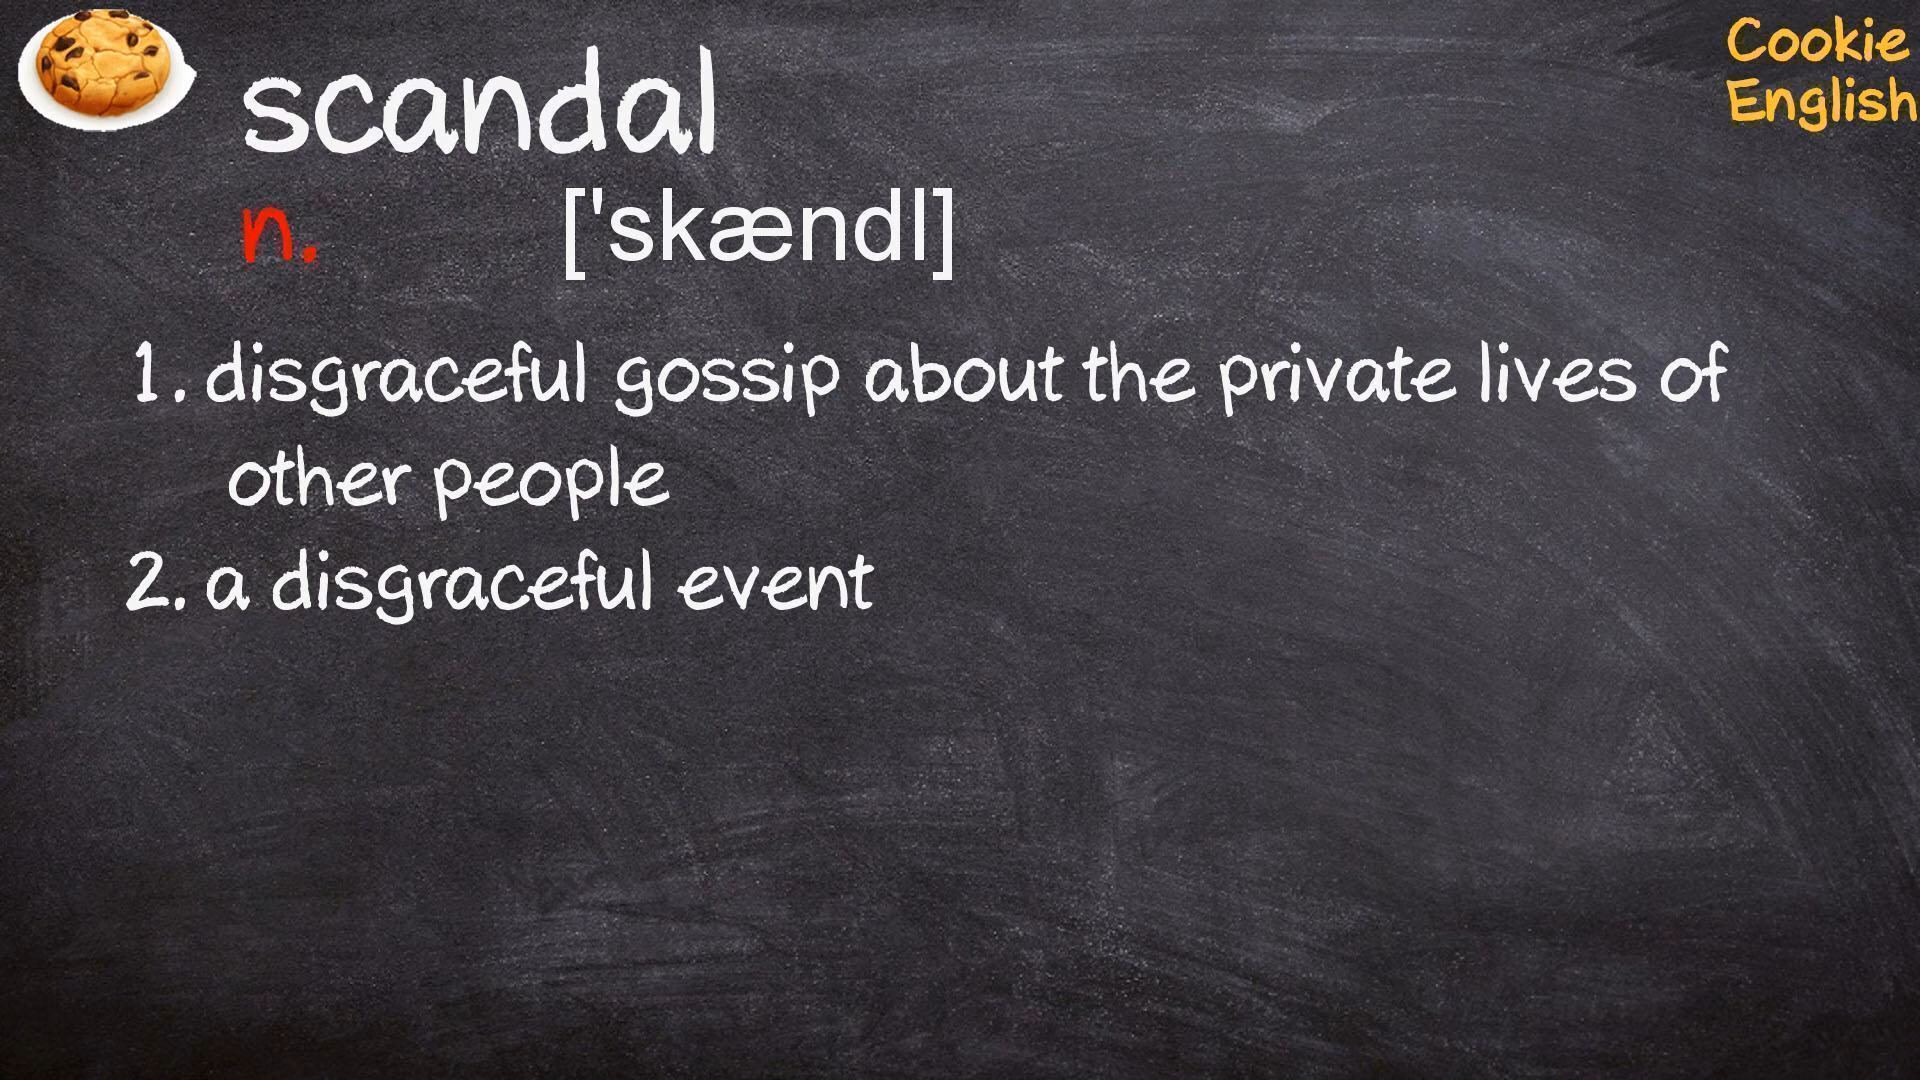 scandal
Cookie
English
n. ['skændl]
1. disgraceful gossip about the private lives of
other people
2. a disgraceful event